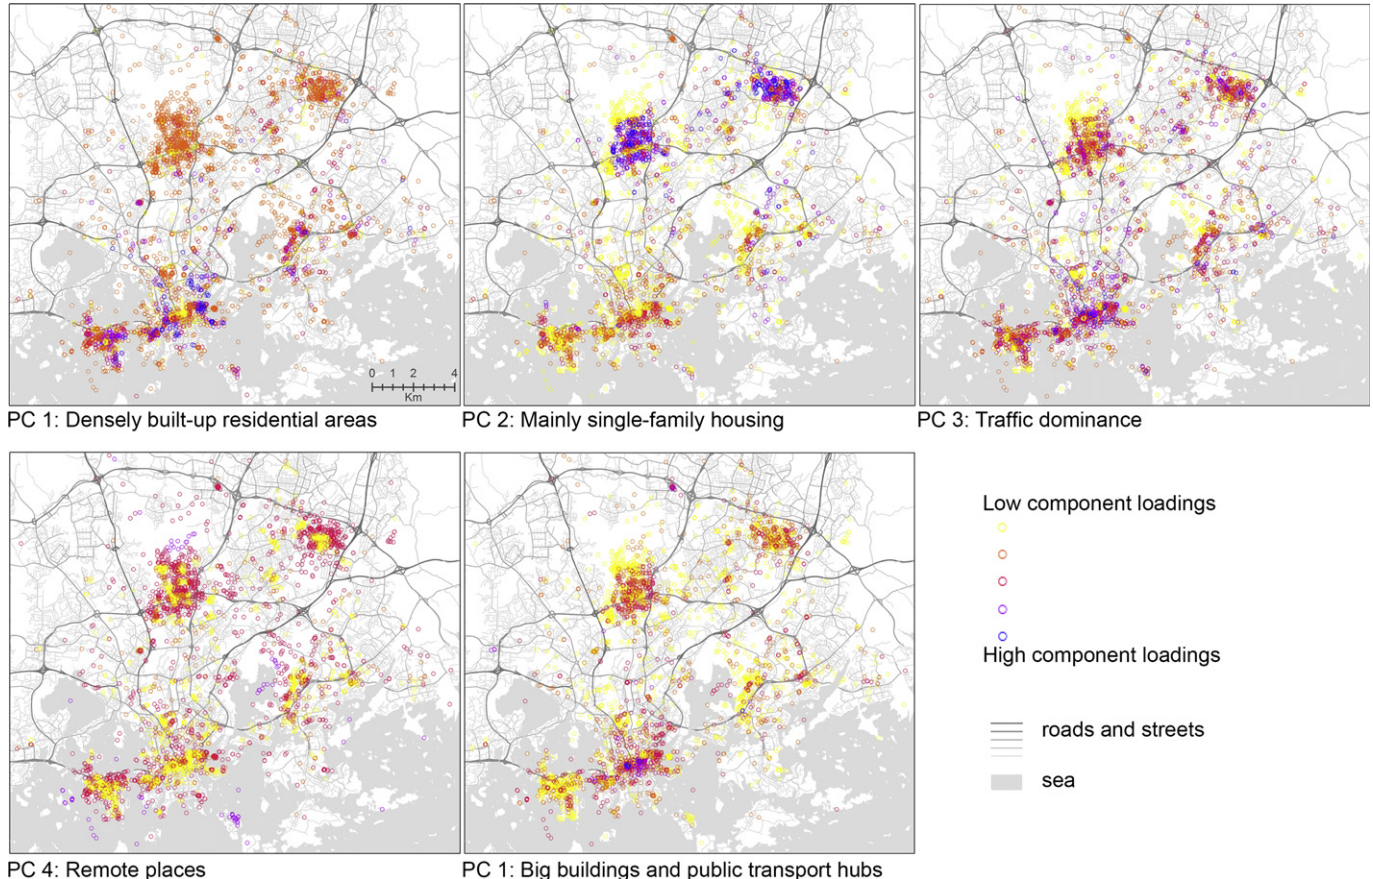 0 1 2 4
Km
PC 1: Densely built-up residential areas
PC 2: Mainly single-family housing
PC 3: Traffic dominance
Low component loadings
High component loadings
roads and streets
sea
PC 4: Remote places
PC 1: Big buildings and public transport hubs